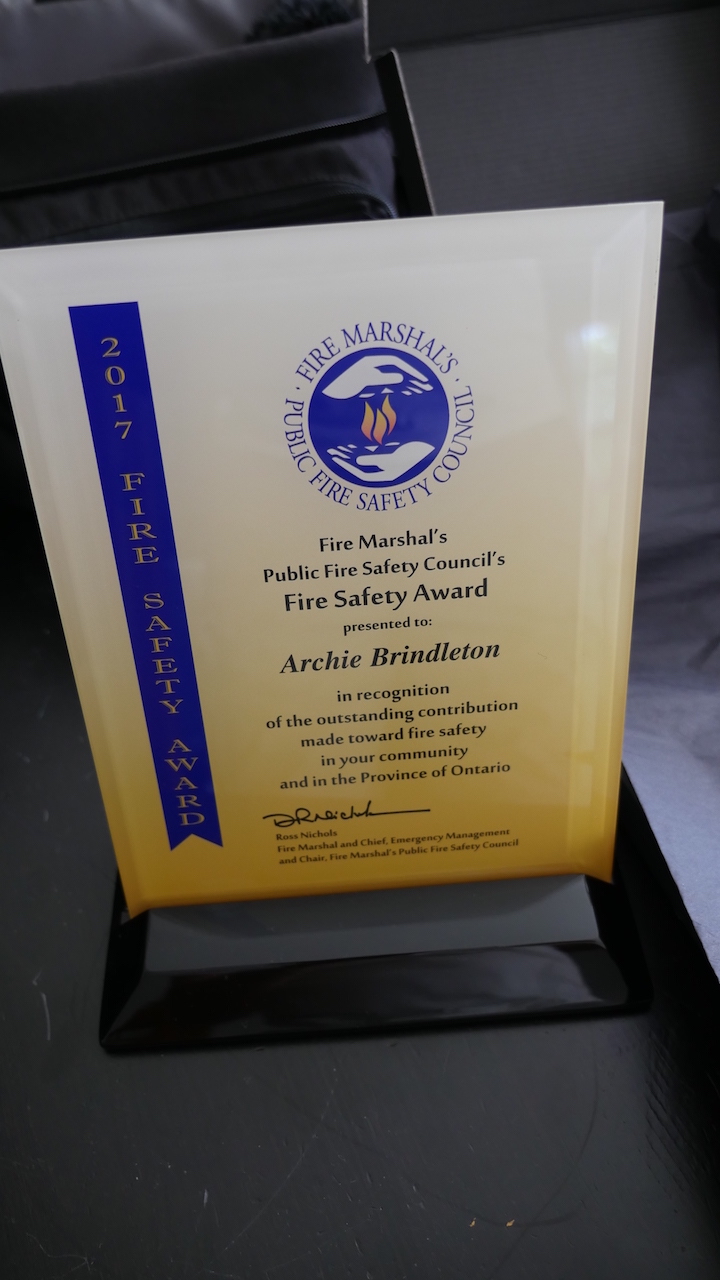 2017 FIRE SAFETY AWARD
· FIRE MARSHAL'S ·
PUBLIC FIRE SAFETY COUNCIL
Fire Marshal's
Public Fire Safety Council's
Fire Safety Award
presented to:
Archie Brindleton
in recognition
of the outstanding contribution
made toward fire safety
in your community
and in the Province of Ontario
Ross Nichols
Fire Marshal and Chief, Emergency Management
and Chair, Fire Marshal's Public Fire Safety Council